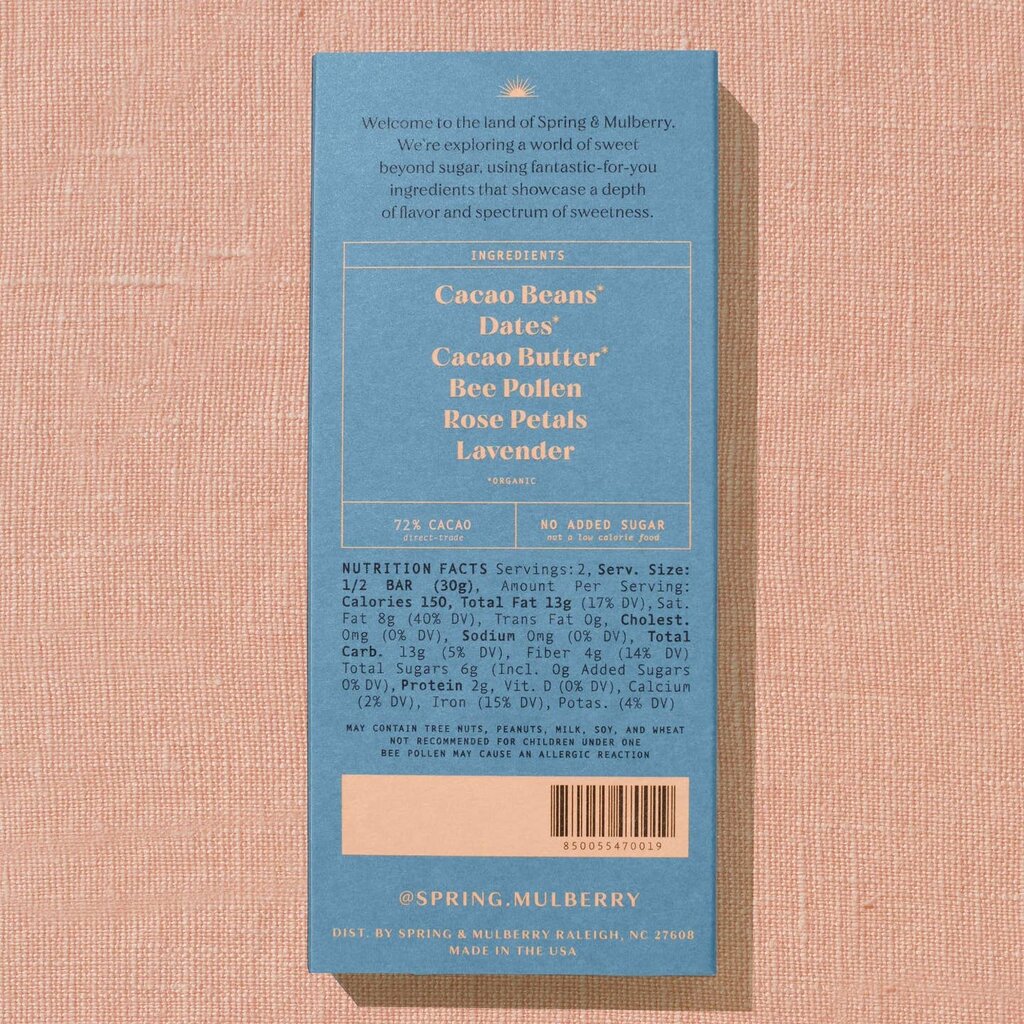 Welcome to the land of Spring & Mulberry.
We're exploring a world of sweet
beyond sugar, using fantastic-for-you
ingredients that showcase a depth
of flavor and spectrum of sweetness.
INGREDIENTS
Cacao Beans*
Dates*
Cacao Butter*
Bee Pollen
Rose Petals
Lavender
*ORGANIC
72% CACAO
direct-trade
NO ADDED SUGAR
not a low calorie food
NUTRITION FACTS Servings: 2, Serv. Size:
1/2 BAR (30g), Amount Per Serving:
Calories 150, Total Fat 13g (17% DV), Sat.
Fat 8g (40% DV), Trans Fat 0g, Cholest.
0mg (0% DV), Sodium 0mg (0% DV), Total
Carb. 13g (5% DV), Fiber 4g (14% DV)
Total Sugars 6g (Incl. 0g Added Sugars
0% DV), Protein 2g, Vit. D (0% DV), Calcium
(2% DV), Iron (15% DV), Potas. (4% DV)
MAY CONTAIN TREE NUTS, PEANUTS, MILK, SOY, AND WHEAT
NOT RECOMMENDED FOR CHILDREN UNDER ONE
BEE POLLEN MAY CAUSE AN ALLERGIC REACTION
850055470019
@SPRING.MULBERRY
DIST. BY SPRING & MULBERRY RALEIGH, NC 27608
MADE IN THE USA